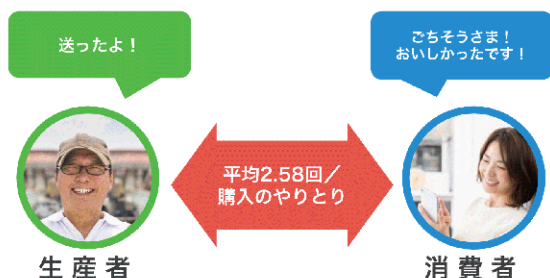 送ったよ！
ごちそうさま！
おいしかったです！
平均2.58回／
購入のやりとり
生産者
消費者